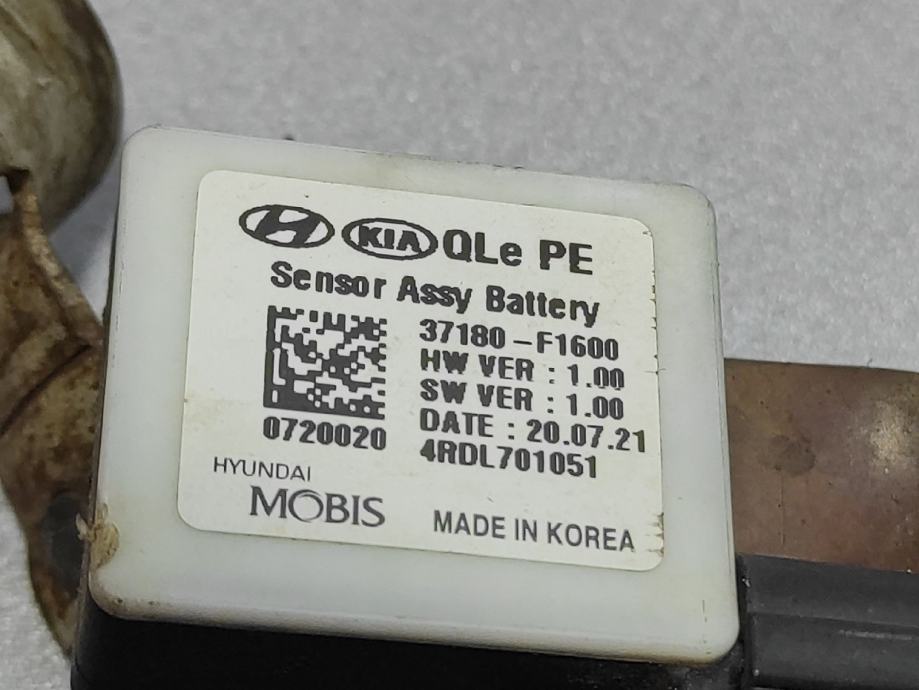 KIA QLe PE
Sensor Assy Battery
37180-F1600
HW VER : 1.00
SW VER : 1.00
DATE : 20.07.21
0720020
4RDL701051
HYUNDAI
MOBIS
MADE IN KOREA